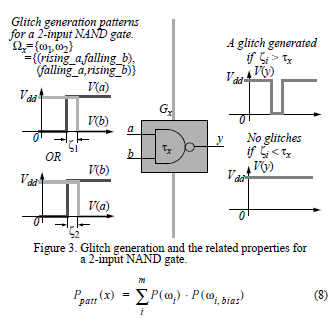 Glitch generation patterns
for a 2-input NAND gate.
Ωx={ω1,ω2}
={(rising_a,falling_b),
(falling_a,rising_b)}
V(a)
Vdd
V(b)
0
ζ1
OR
V(b)
Vdd
V(a)
0
ζ2
Gx
a
b
τx
y
A glitch generated
if ζi > τx
V(y)
Vdd
0
No glitches
if ζi < τx
V(y)
Vdd
0
Figure 3. Glitch generation and the related properties for
a 2-input NAND gate.
Ppatt(x) = ∑ᵢᵐ P(ωi) · P(ωi, bias) (8)